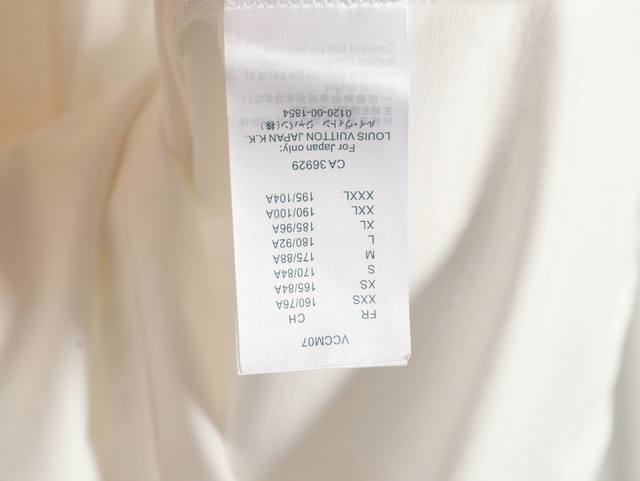 VCCM07
FR CH
XXS 160/76A
XS 165/84A
S 170/84A
M 175/88A
L 180/92A
XL 185/96A
XXL 190/100A
XXXL 195/104A
CA 36929
For Japan only:
LOUIS VUITTON JAPAN K.K.
ルイ・ヴィトン ジャパン(株)
0120-00-1854